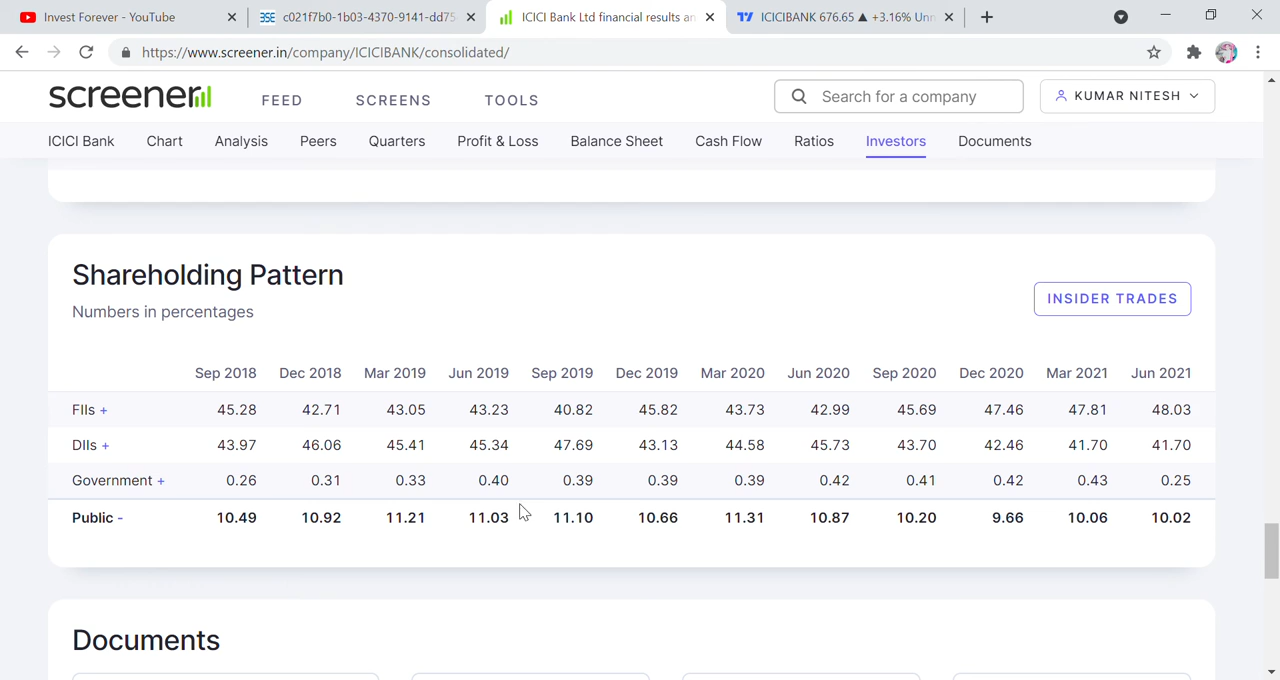 Invest Forever - YouTube
c021f7b0-1b03-4370-9141-dd75
ICICI Bank Ltd financial results an
ICICIBANK 676.65 ▲ +3.16% Unn
https://www.screener.in/company/ICICIBANK/consolidated/
screener
FEED SCREENS TOOLS
Search for a company
KUMAR NITESH
ICICI Bank Chart Analysis Peers Quarters Profit & Loss Balance Sheet Cash Flow Ratios Investors Documents
Shareholding Pattern
Numbers in percentages
INSIDER TRADES
Sep 2018 Dec 2018 Mar 2019 Jun 2019 Sep 2019 Dec 2019 Mar 2020 Jun 2020 Sep 2020 Dec 2020 Mar 2021 Jun 2021
FIIs + 45.28 42.71 43.05 43.23 40.82 45.82 43.73 42.99 45.69 47.46 47.81 48.03
DIIs + 43.97 46.06 45.41 45.34 47.69 43.13 44.58 45.73 43.70 42.46 41.70 41.70
Government + 0.26 0.31 0.33 0.40 0.39 0.39 0.39 0.42 0.41 0.42 0.43 0.25
Public - 10.49 10.92 11.21 11.03 11.10 10.66 11.31 10.87 10.20 9.66 10.06 10.02
Documents